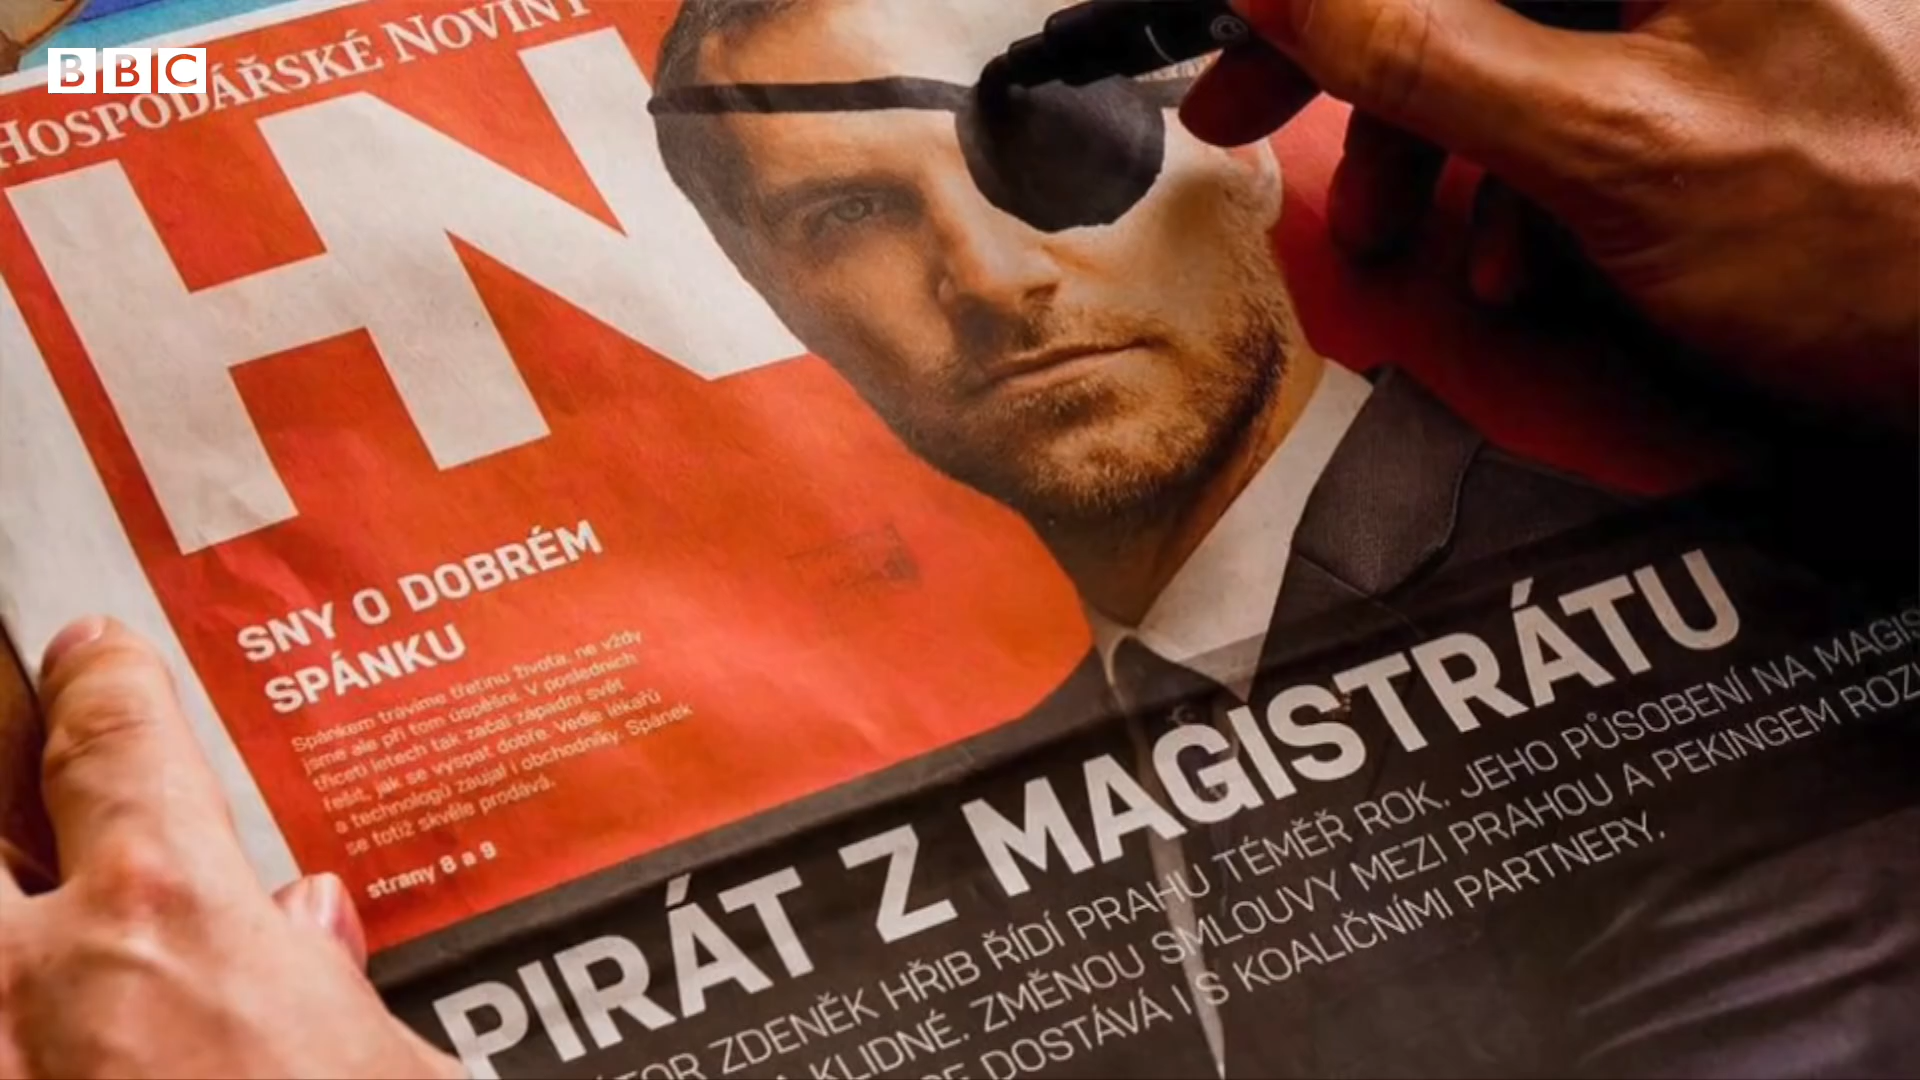 BBC
HOSPODÁŘSKÉ NOVINY
HN
SNY O DOBRÉM
SPÁNKU
Spánkem trávíme třetinu života, ne vždy
jsme ale při tom úspěšní. V posledních
třiceti letech tak začal západní svět
řešit, jak se vyspat dobře. Vedle lékařů
a technologů zaujal i obchodníky. Spánek
se totiž skvěle prodává.
strany 8 a 9
PIRÁT Z MAGISTRÁTU
ZDENĚK HŘIB ŘÍDÍ PRAHU TÉMĚŘ ROK. JEHO PŮSOBENÍ NA
KLIDNÉ. ZMĚNOU SMLOUVY MEZI PRAHOU A PEKINGEM
DOSTÁVÁ I S KOALIČNÍMI PARTNERY.